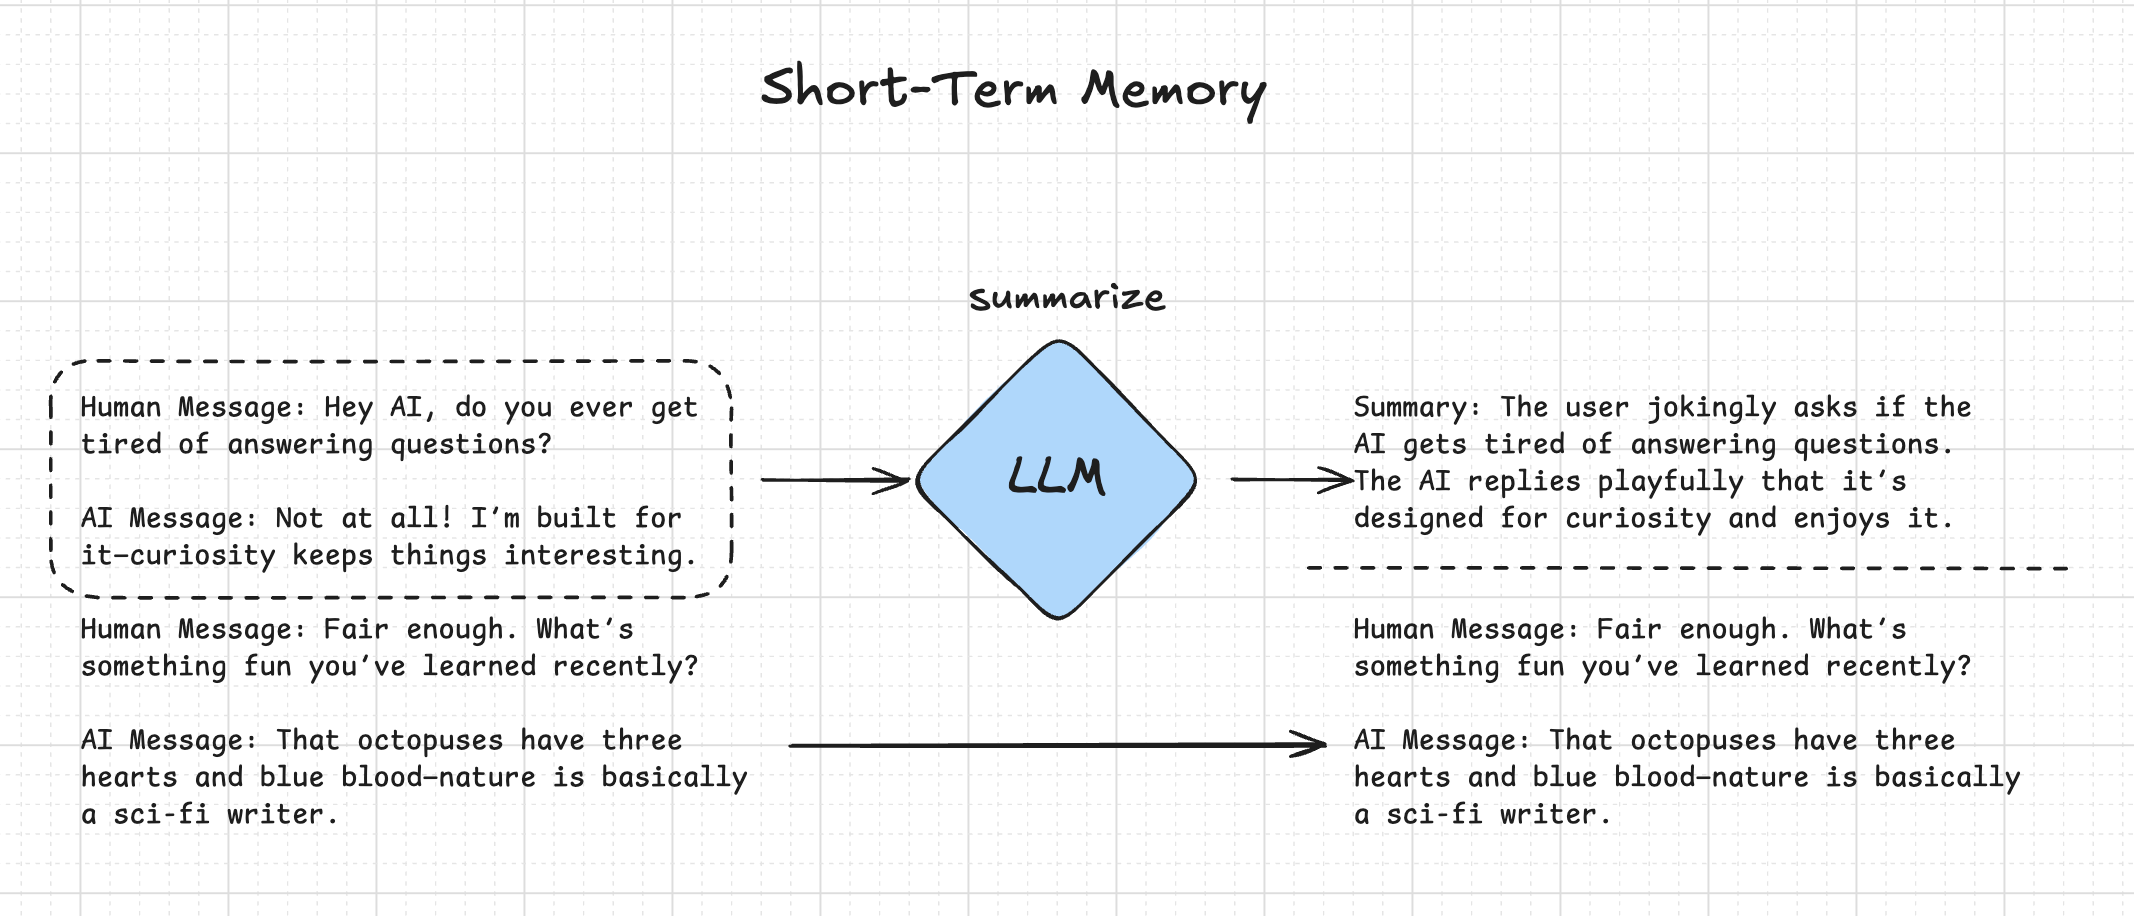 Short-Term Memory
summarize
Human Message: Hey AI, do you ever get
tired of answering questions?
AI Message: Not at all! I’m built for
it–curiosity keeps things interesting.
Human Message: Fair enough. What’s
something fun you’ve learned recently?
AI Message: That octopuses have three
hearts and blue blood–nature is basically
a sci-fi writer.
LLM
Summary: The user jokingly asks if the
AI gets tired of answering questions.
The AI replies playfully that it’s
designed for curiosity and enjoys it.
Human Message: Fair enough. What’s
something fun you’ve learned recently?
AI Message: That octopuses have three
hearts and blue blood–nature is basically
a sci-fi writer.